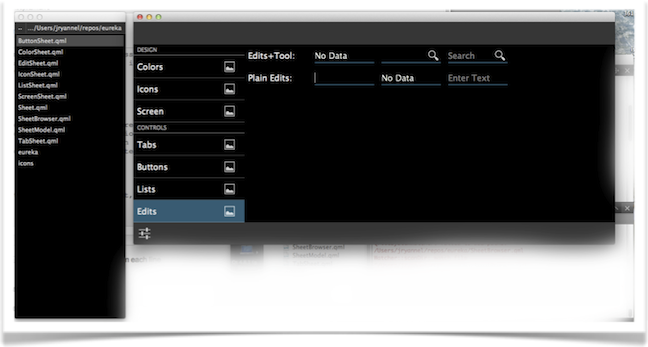 .. .../Users/jryannel/repos/eureka
ButtonSheet.qml
ColorSheet.qml
EditSheet.qml
IconSheet.qml
ListSheet.qml
ScreenSheet.qml
Sheet.qml
SheetBrowser.qml
SheetModel.qml
TabSheet.qml
eureka
icons
DESIGN
Colors
Icons
Screen
CONTROLS
Tabs
Buttons
Lists
Edits
Edits+Tool: No Data Search
Plain Edits: No Data Enter Text
SheetBrowser.qml
SheetModel.qml